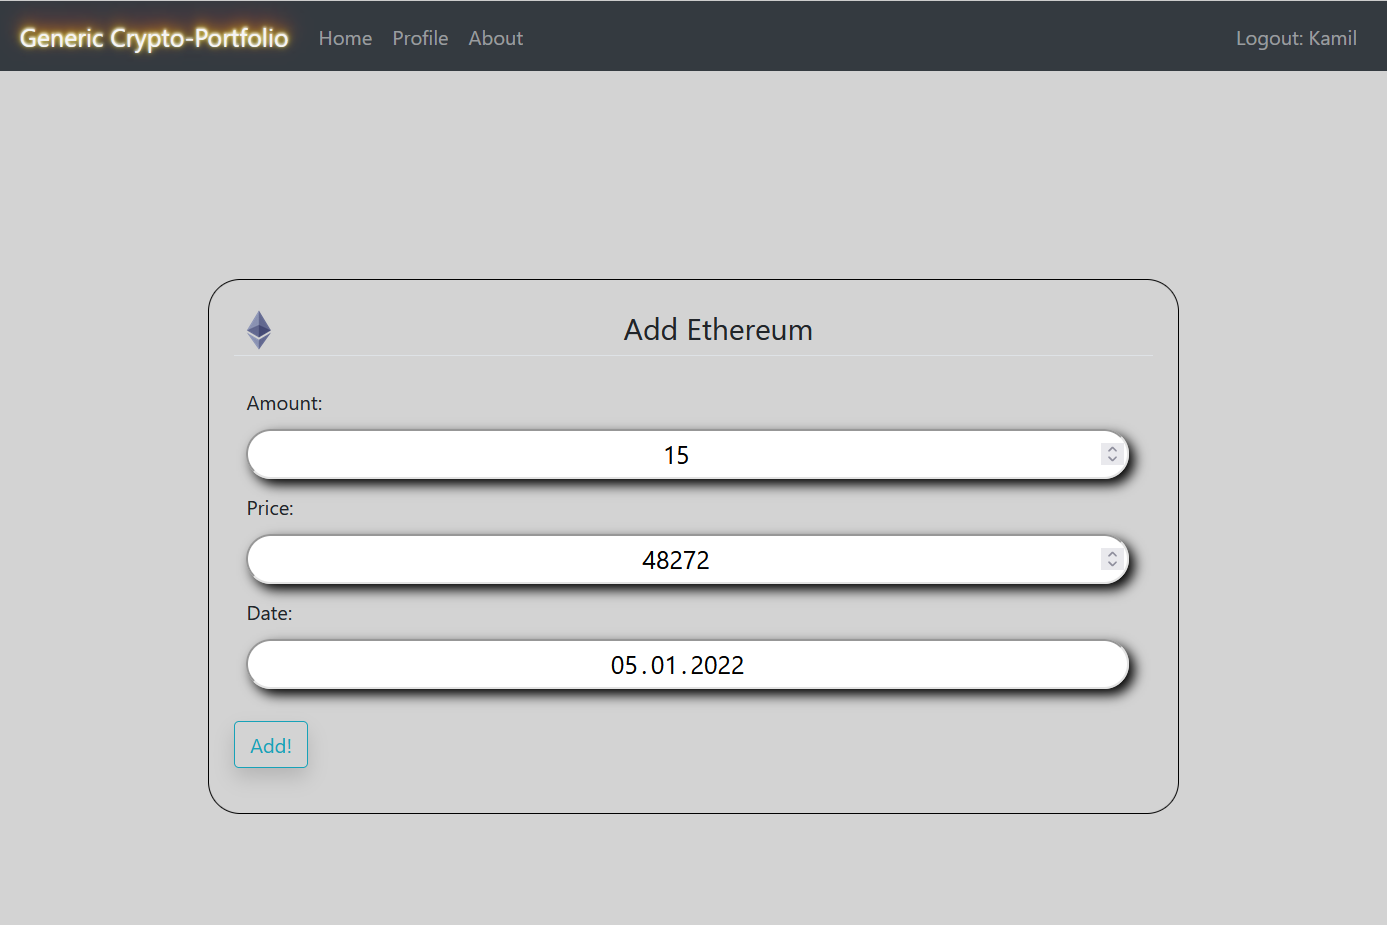 Generic Crypto-Portfolio Home Profile About Logout: Kamil
Add Ethereum
Amount:
15
Price:
48272
Date:
05.01.2022
Add!